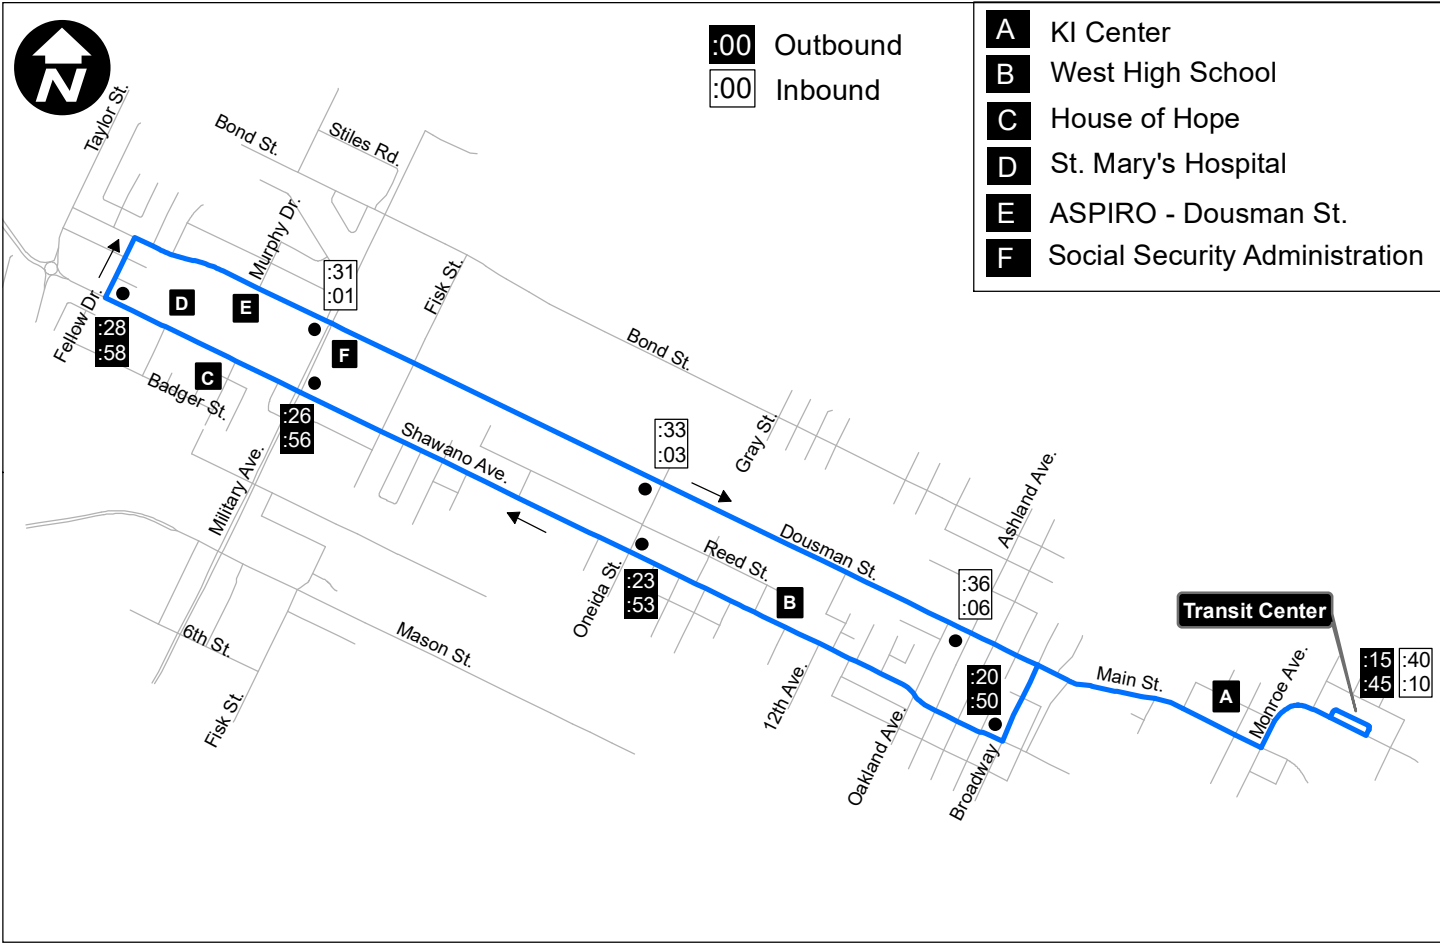 N
:00 Outbound
:00 Inbound
A KI Center
B West High School
C House of Hope
D St. Mary's Hospital
E ASPIRO - Dousman St.
F Social Security Administration
Taylor St.
Bond St.
Stiles Rd.
Murphy Dr.
:31
:01
Fisk St.
Fellow Dr.
D
E
F
C
:28
:58
Badger St.
:26
:56
Bond St.
Shawano Ave.
Military Ave.
:33
:03
Gray St.
Ashland Ave.
Dousman St.
Reed St.
B
:23
:53
Oneida St.
:36
:06
Transit Center
6th St.
Mason St.
Fisk St.
12th Ave.
Oakland Ave.
:20
:50
Broadway
Main St.
A
Monroe Ave.
:15 :40
:45 :10